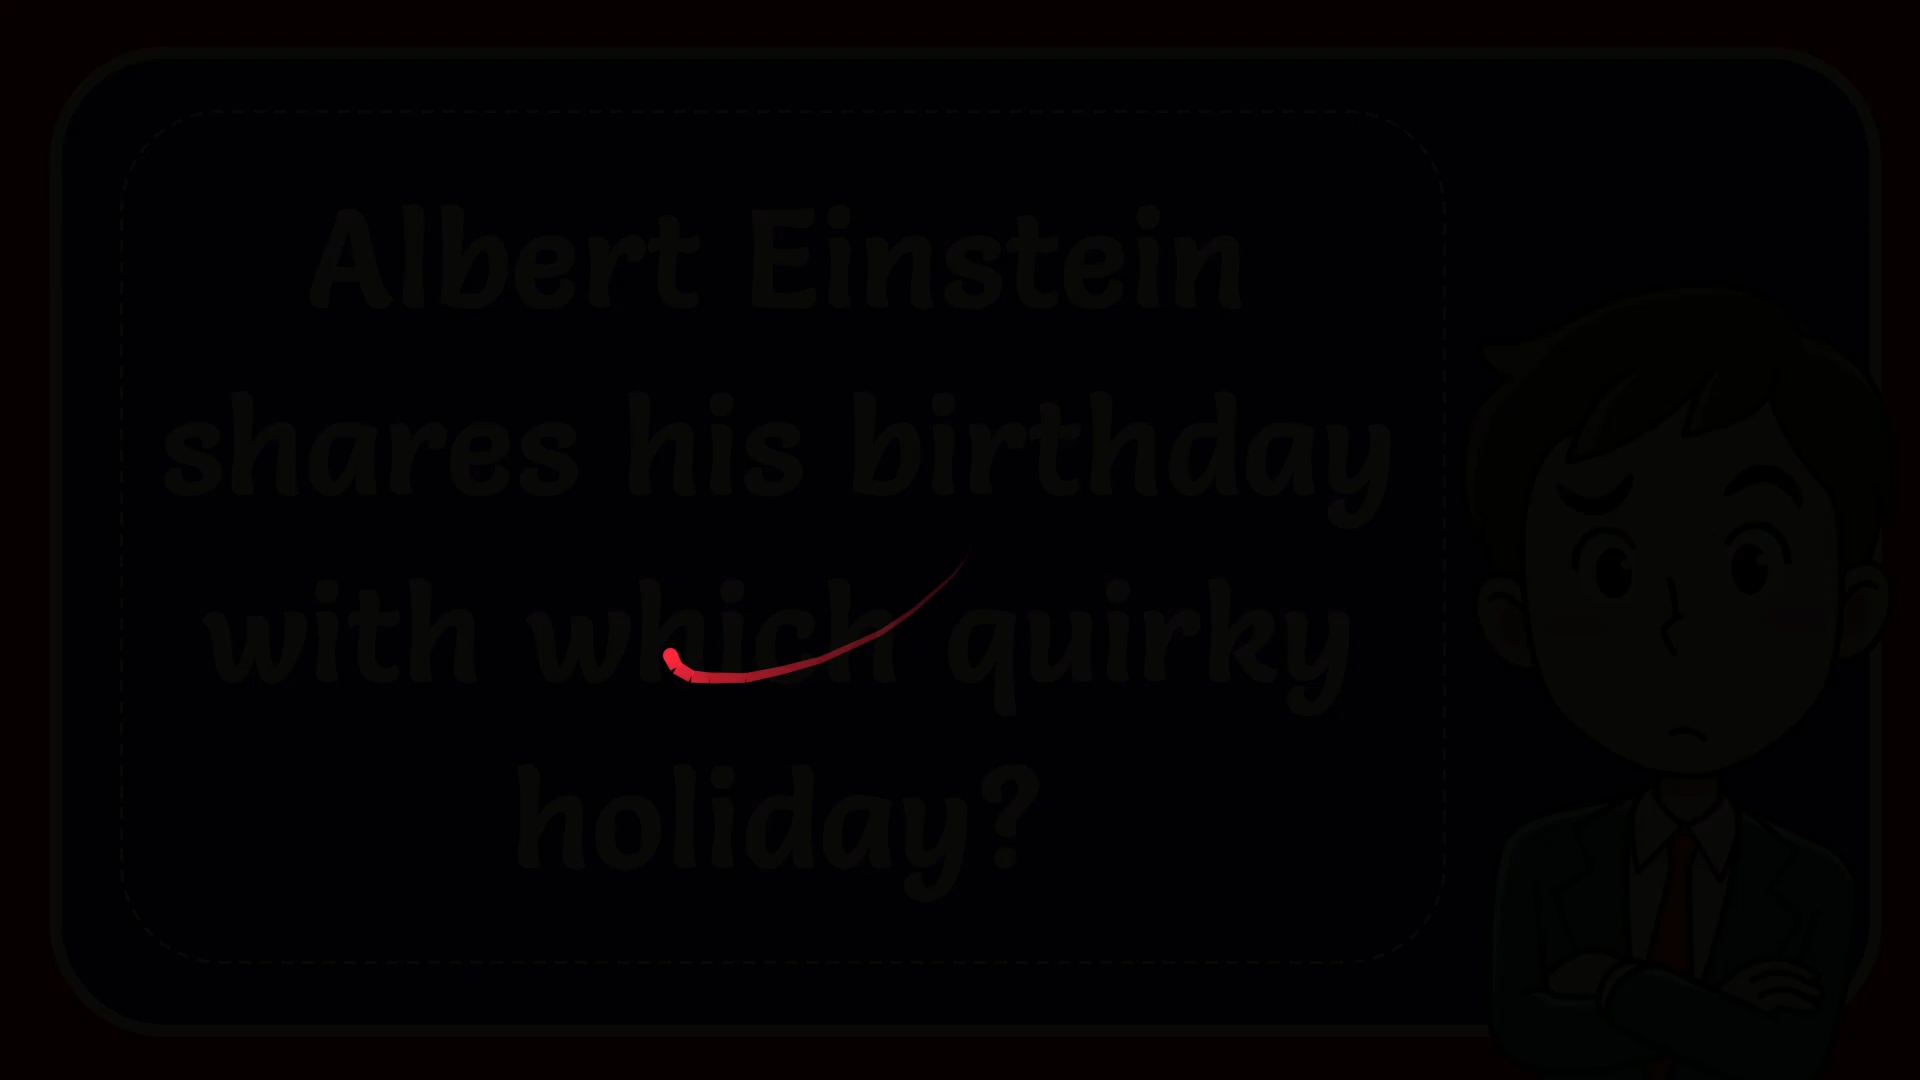 Albert Einstein
shares his birthday
with which quirky
holiday?